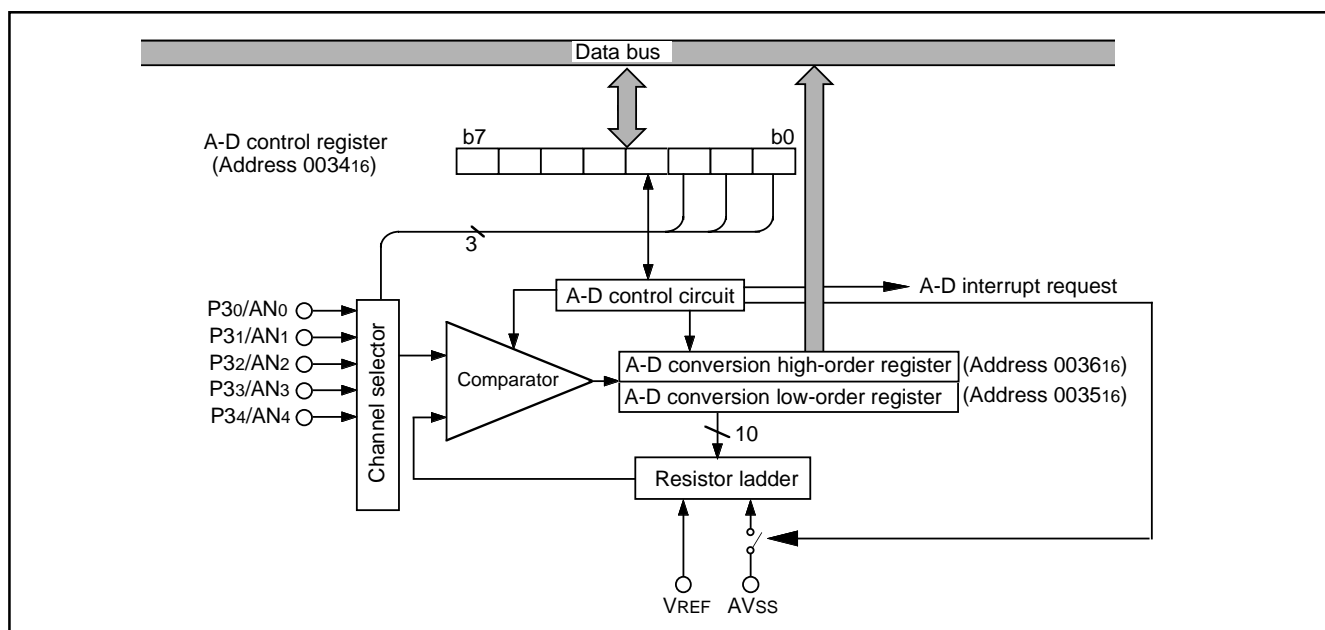 Data bus
A-D control register
(Address 003416)
b7
b0
3
A-D control circuit
A-D interrupt request
P30/AN0
P31/AN1
P32/AN2
P33/AN3
P34/AN4
Channel selector
Comparator
A-D conversion high-order register
(Address 003616)
A-D conversion low-order register
(Address 003516)
10
Resistor ladder
VREF
AVSS